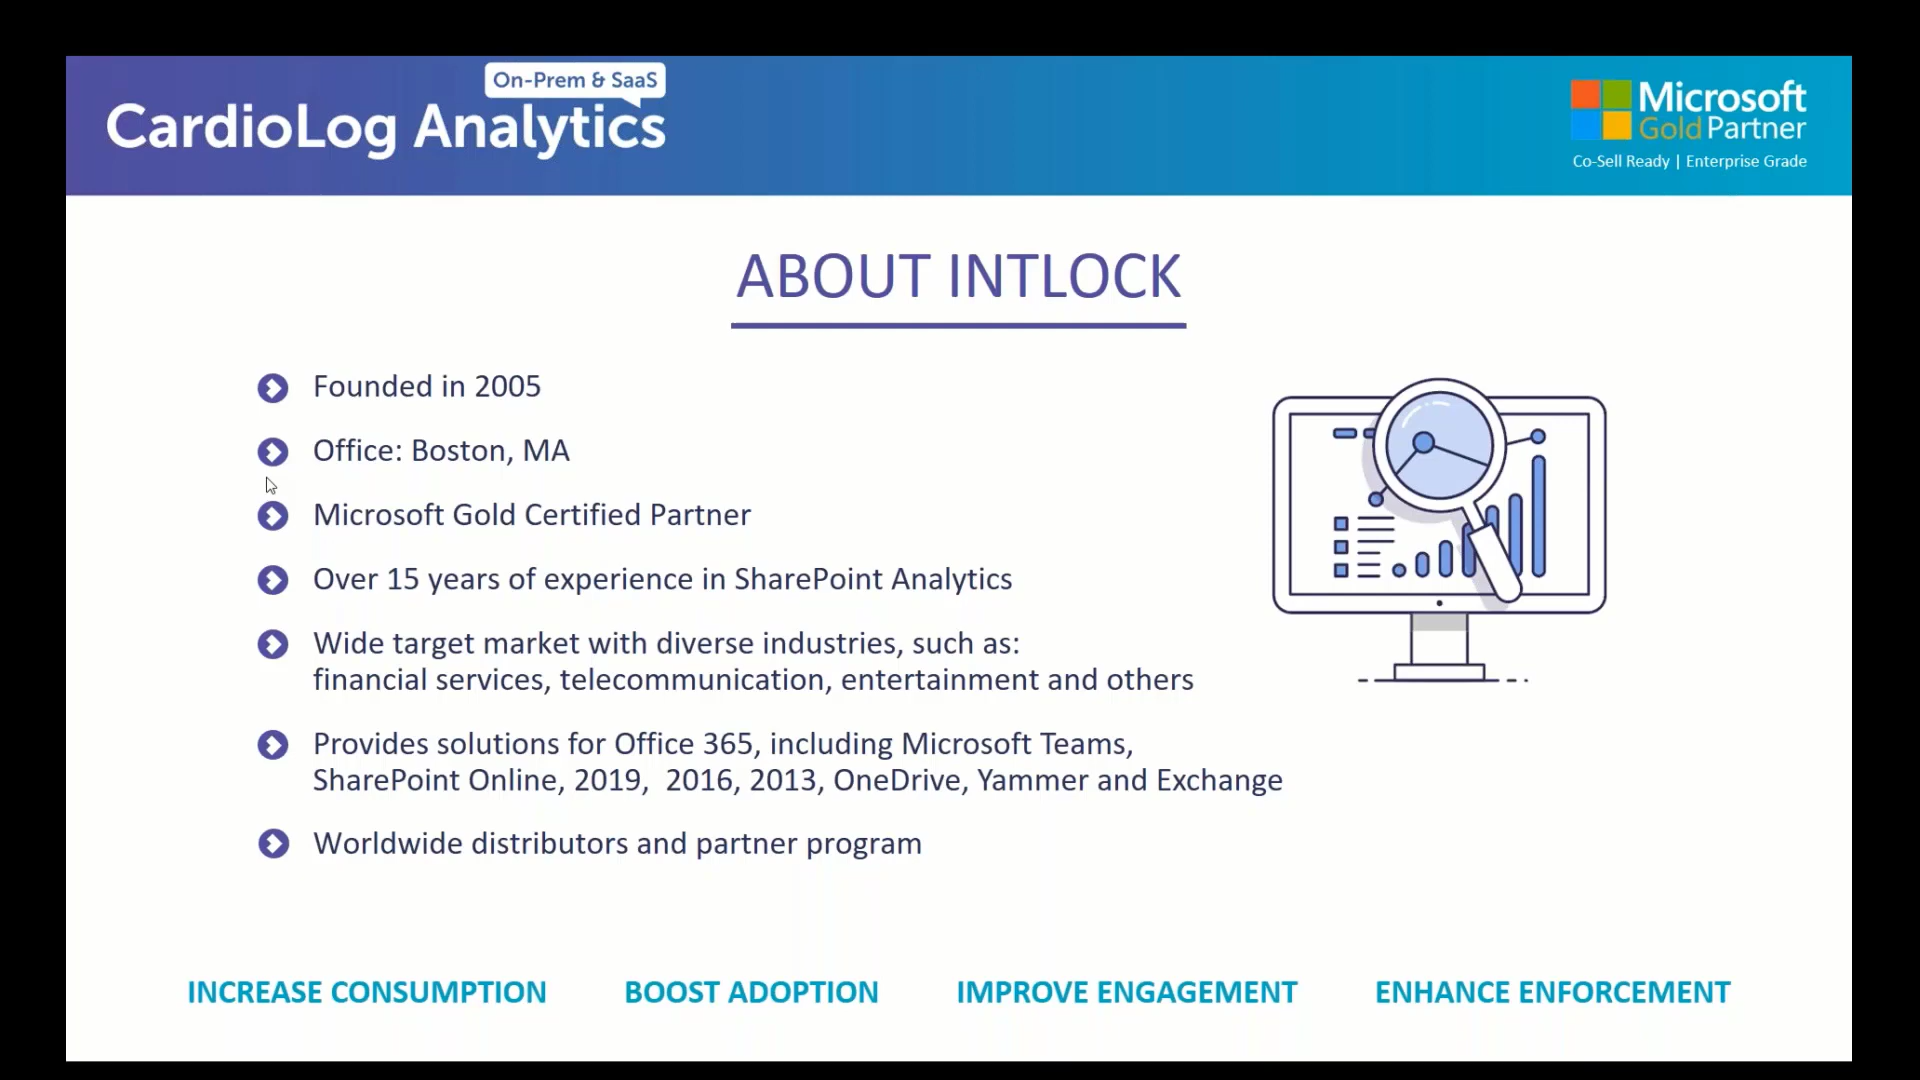 On-Prem & SaaS
CardioLog Analytics
Microsoft
Gold Partner
Co-Sell Ready | Enterprise Grade
ABOUT INTLOCK
Founded in 2005
Office: Boston, MA
Microsoft Gold Certified Partner
Over 15 years of experience in SharePoint Analytics
Wide target market with diverse industries, such as:
financial services, telecommunication, entertainment and others
Provides solutions for Office 365, including Microsoft Teams,
SharePoint Online, 2019,  2016, 2013, OneDrive, Yammer and Exchange
Worldwide distributors and partner program
INCREASE CONSUMPTION
BOOST ADOPTION
IMPROVE ENGAGEMENT
ENHANCE ENFORCEMENT